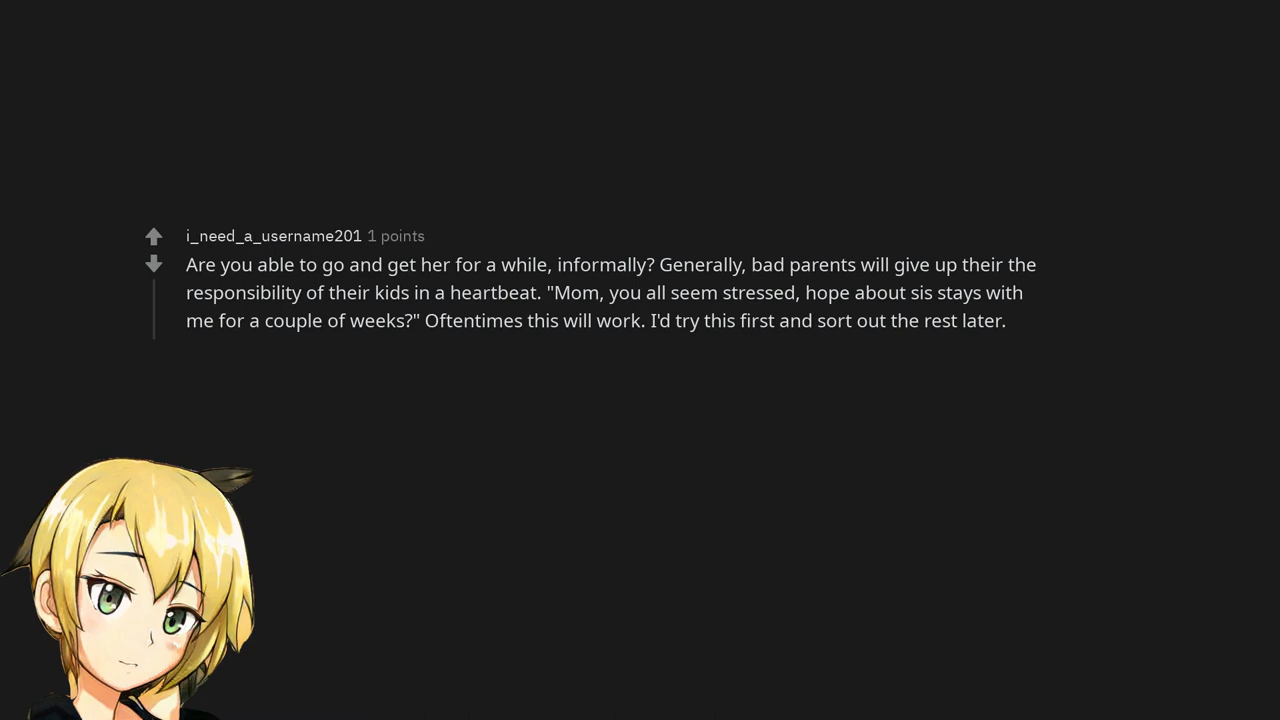 i_need_a_username201 1 points
Are you able to go and get her for a while, informally? Generally, bad parents will give up their the
responsibility of their kids in a heartbeat. "Mom, you all seem stressed, hope about sis stays with
me for a couple of weeks?" Oftentimes this will work. I'd try this first and sort out the rest later.